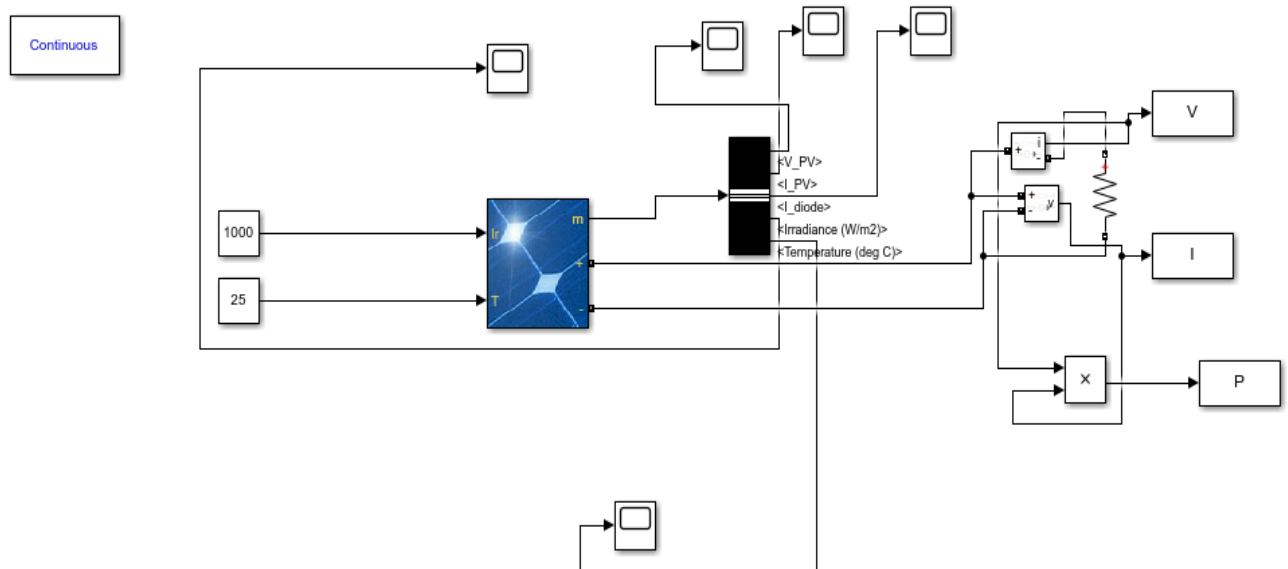 Continuous
V
i
+
-
<V_PV>
<I_PV>
<I_diode>
<Irradiance (W/m2)>
<Temperature (deg C)>
+
v
-
+
1000
Ir
m
+
25
T
-
I
X
P